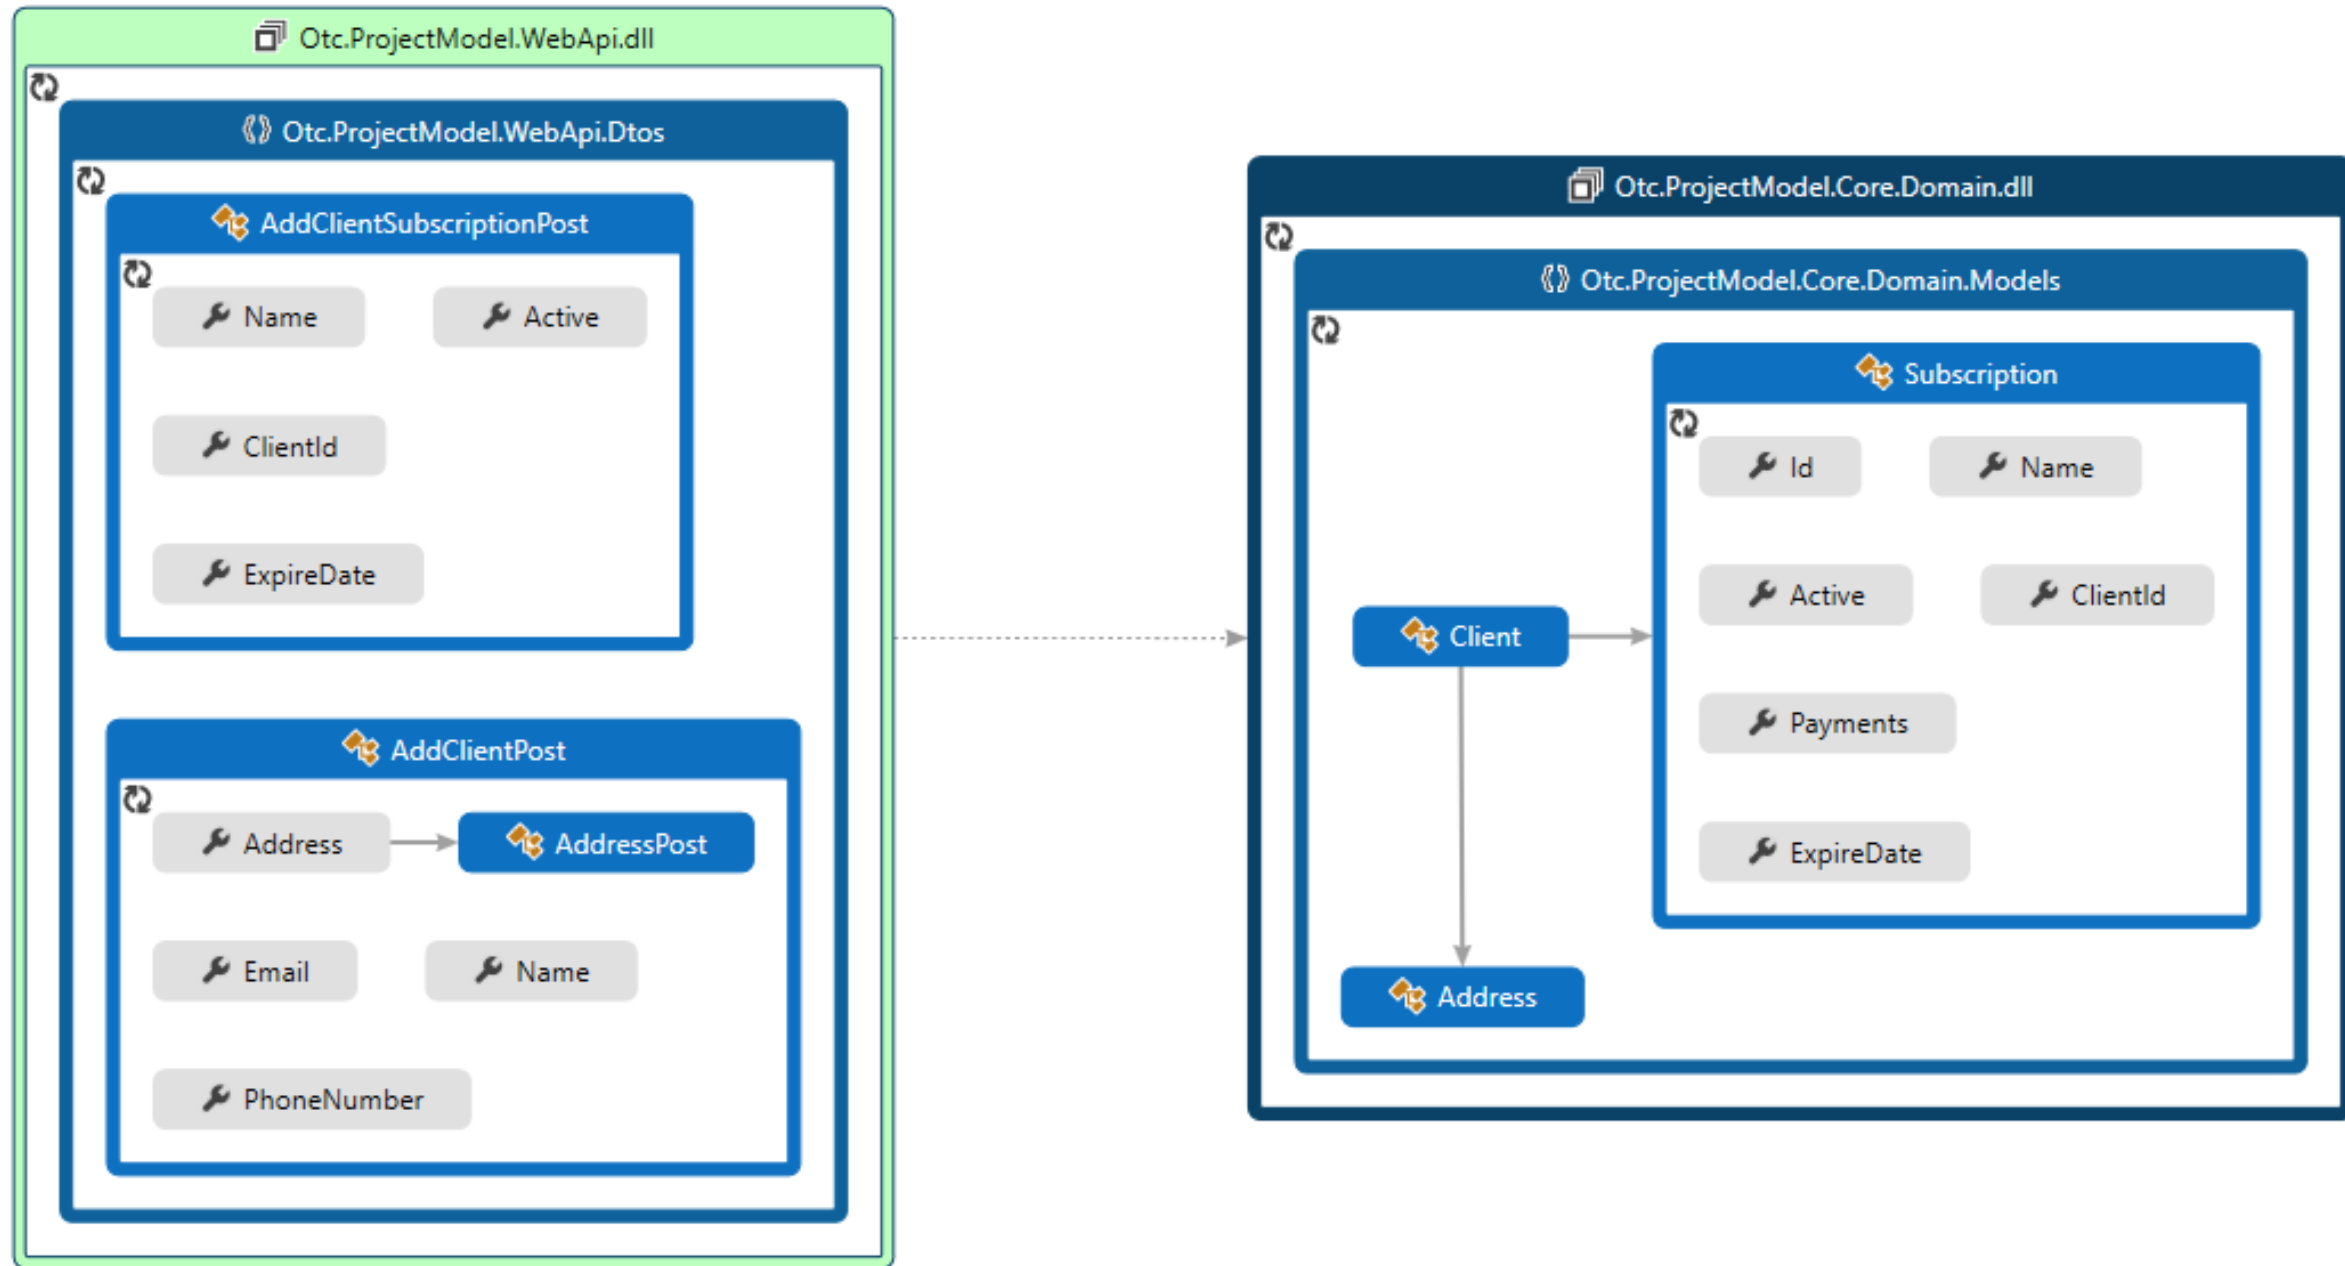 Otc.ProjectModel.WebApi.dll
Otc.ProjectModel.WebApi.Dtos
AddClientSubscriptionPost
Name
Active
ClientId
ExpireDate
AddClientPost
Address
AddressPost
Email
Name
PhoneNumber
Otc.ProjectModel.Core.Domain.dll
Otc.ProjectModel.Core.Domain.Models
Subscription
Id
Name
Active
ClientId
Payments
ExpireDate
Client
Address